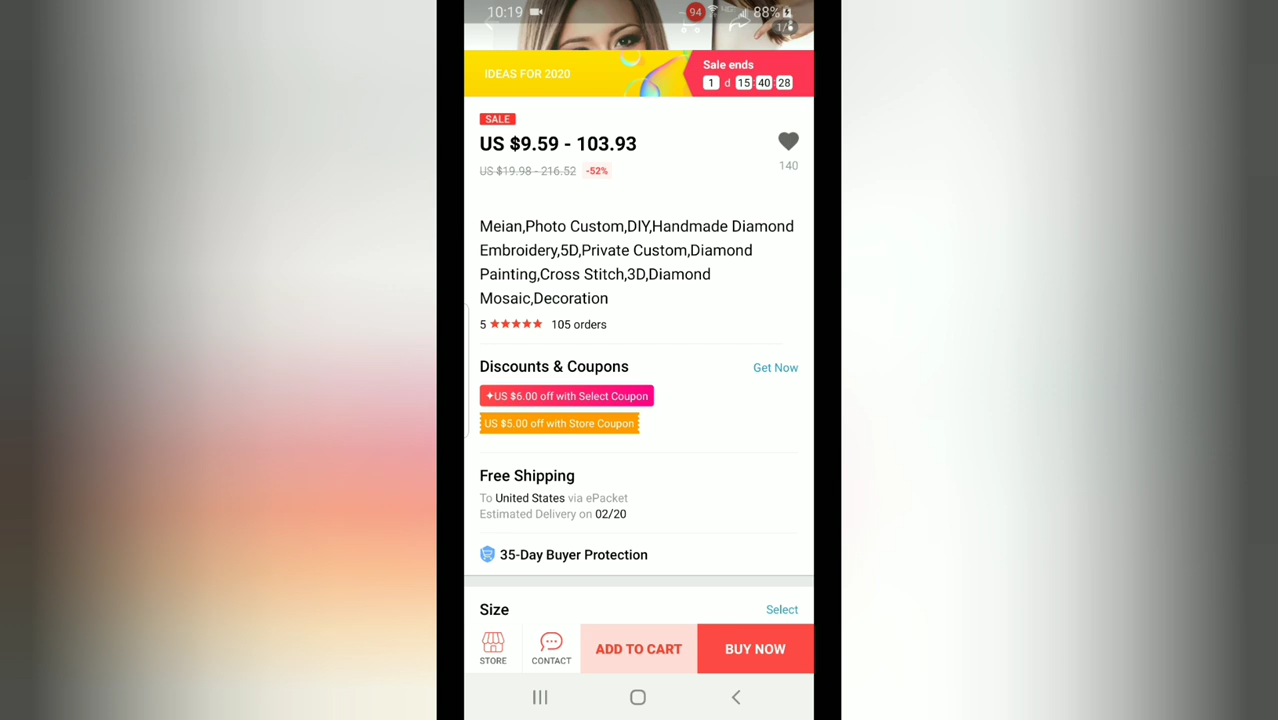 10:19
94
88%
1/6
IDEAS FOR 2020
Sale ends
1 d 15:40:28
SALE
US $9.59 - 103.93
140
US $19.98 - 216.52 -52%
Meian,Photo Custom,DIY,Handmade Diamond
Embroidery,5D,Private Custom,Diamond
Painting,Cross Stitch,3D,Diamond
Mosaic,Decoration
5 ★★★★★ 105 orders
Discounts & Coupons
Get Now
✦US $6.00 off with Select Coupon
US $5.00 off with Store Coupon
Free Shipping
To United States via ePacket
Estimated Delivery on 02/20
35-Day Buyer Protection
Size
Select
STORE
CONTACT
ADD TO CART
BUY NOW